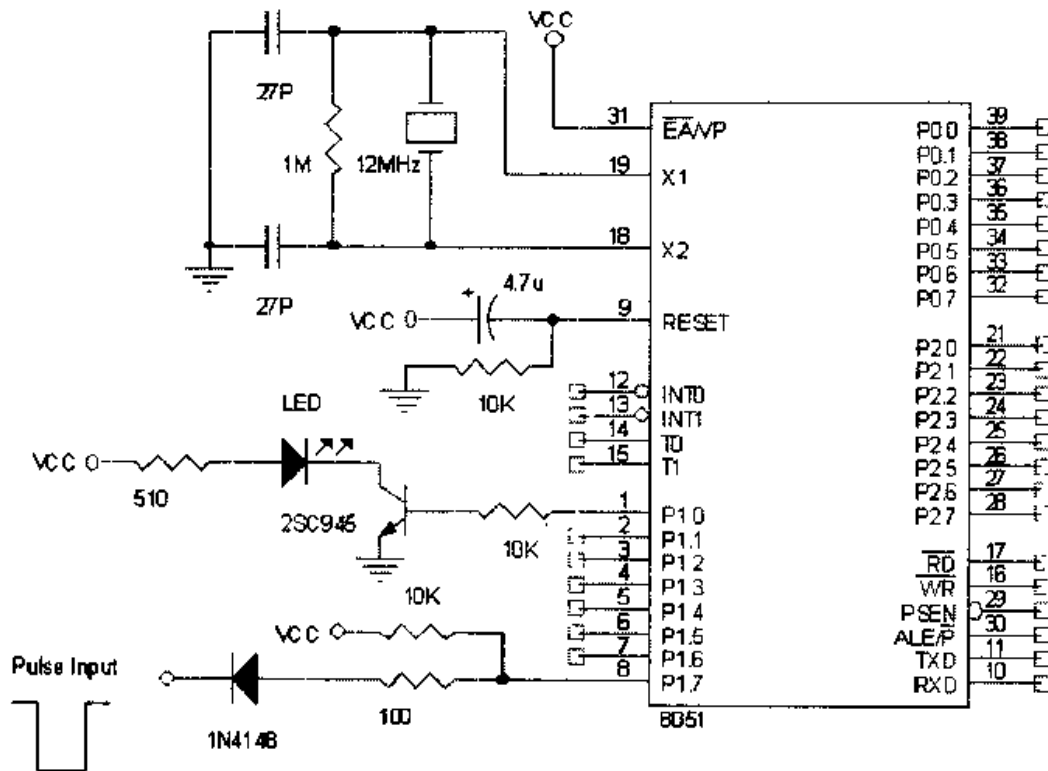 VCC
27P
1M
12MHz
27P
31 EA/VP
19 X1
18 X2
VCC
4.7u
9 RESET
10K
12 INT0
13 INT1
14 T0
15 T1
LED
VCC
510
2SC945
10K
1 P1.0
2 P1.1
3 P1.2
4 P1.3
5 P1.4
6 P1.5
7 P1.6
8 P1.7
10K
VCC
Pulse Input
100
1N4148
8051
P0.0 39
P0.1 38
P0.2 37
P0.3 36
P0.4 35
P0.5 34
P0.6 33
P0.7 32
P2.0 21
P2.1 22
P2.2 23
P2.3 24
P2.4 25
P2.5 26
P2.6 27
P2.7 28
RD 17
WR 16
PSEN 29
ALE/P 30
TXD 11
RXD 10